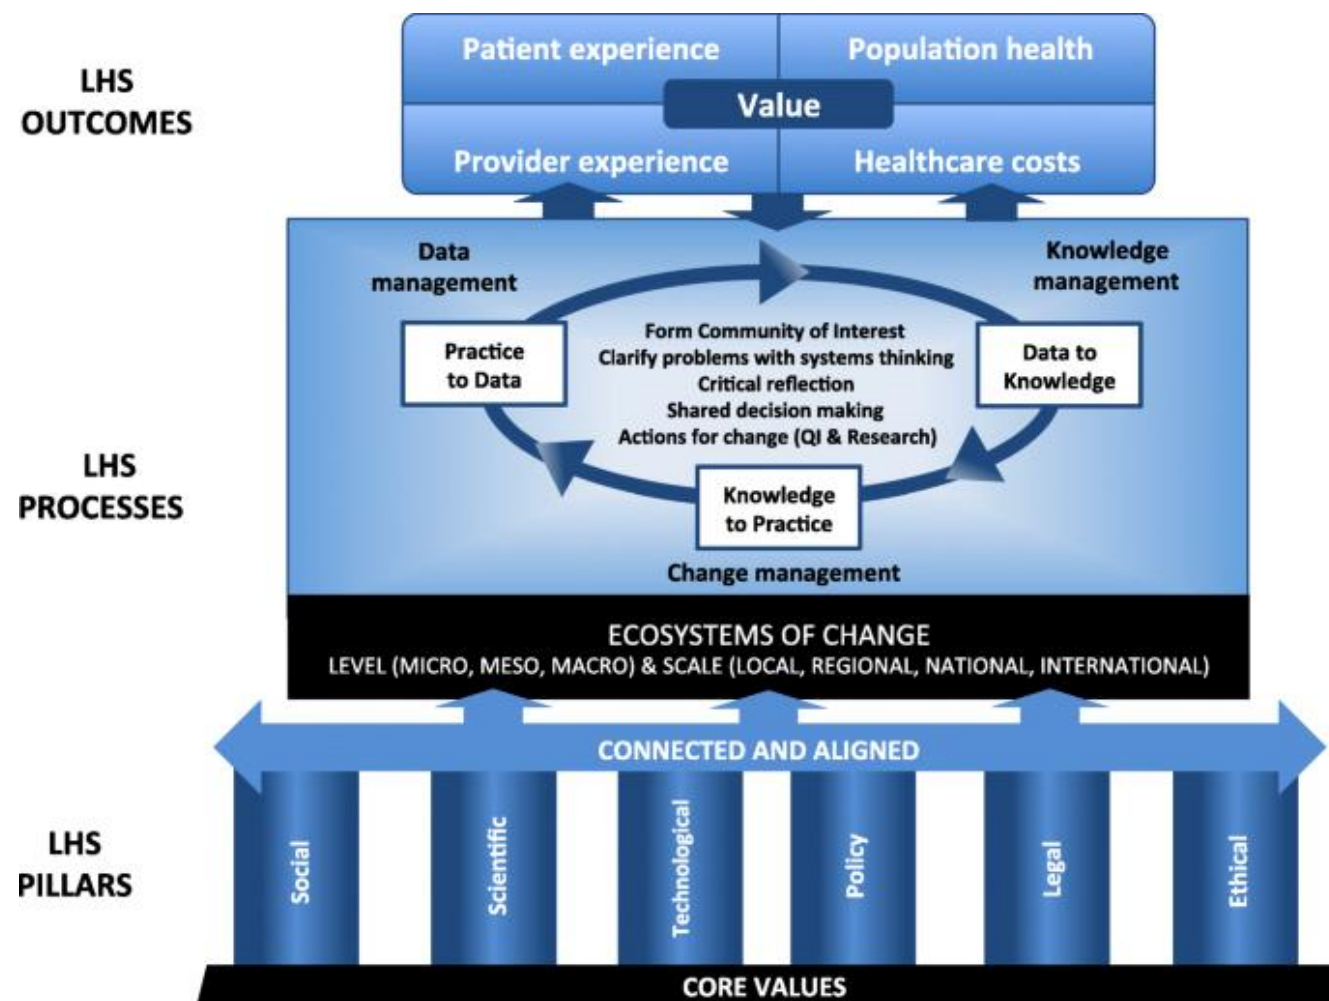 LHS
OUTCOMES
Patient experience
Population health
Value
Provider experience
Healthcare costs
LHS
PROCESSES
Data
management
Knowledge
management
Practice
to Data
Form Community of Interest
Clarify problems with systems thinking
Critical reflection
Shared decision making
Actions for change (QI & Research)
Data to
Knowledge
Knowledge
to Practice
Change management
ECOSYSTEMS OF CHANGE
LEVEL (MICRO, MESO, MACRO) & SCALE (LOCAL, REGIONAL, NATIONAL, INTERNATIONAL)
CONNECTED AND ALIGNED
LHS
PILLARS
Social
Scientific
Technological
Policy
Legal
Ethical
CORE VALUES